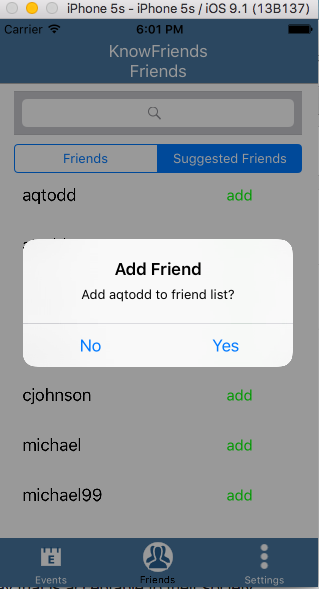 iPhone 5s - iPhone 5s / iOS 9.1 (13B137)
Carrier 6:01 PM
KnowFriends
Friends
Friends Suggested Friends
aqtodd add
Add Friend
Add aqtodd to friend list?
No Yes
cjohnson add
michael add
michael99 add
E
Events Friends Settings